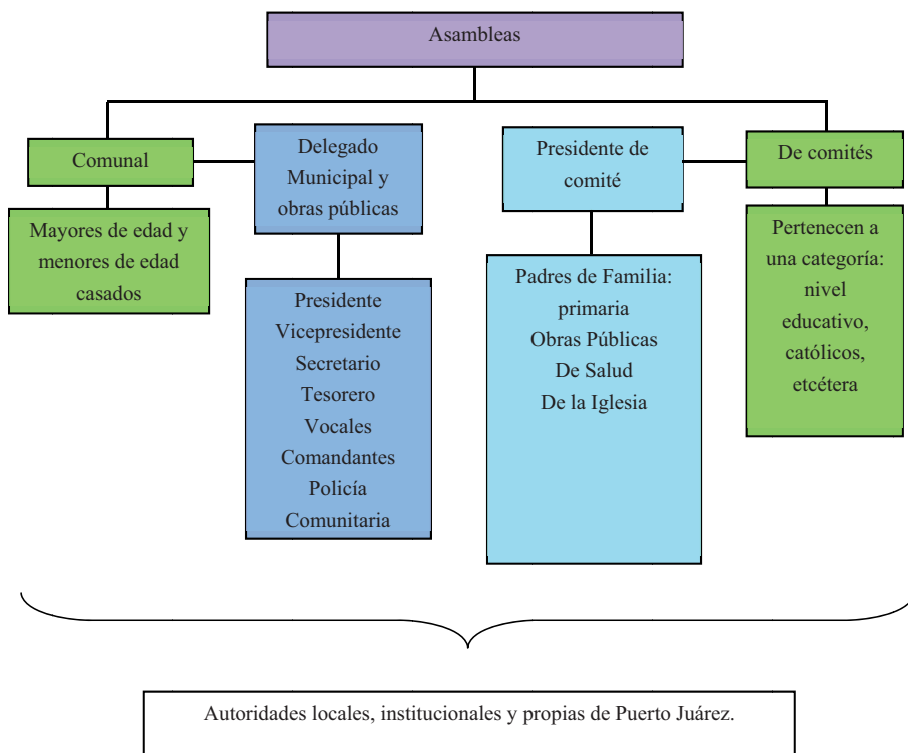 Asambleas
Comunal
Delegado
Municipal y
obras públicas
Presidente de
comité
De comités
Mayores de edad y
menores de edad
casados
Presidente
Vicepresidente
Secretario
Tesorero
Vocales
Comandantes
Policía
Comunitaria
Padres de Familia:
primaria
Obras Públicas
De Salud
De la Iglesia
Pertenecen a
una categoría:
nivel
educativo,
católicos,
etcétera
Autoridades locales, institucionales y propias de Puerto Juárez.